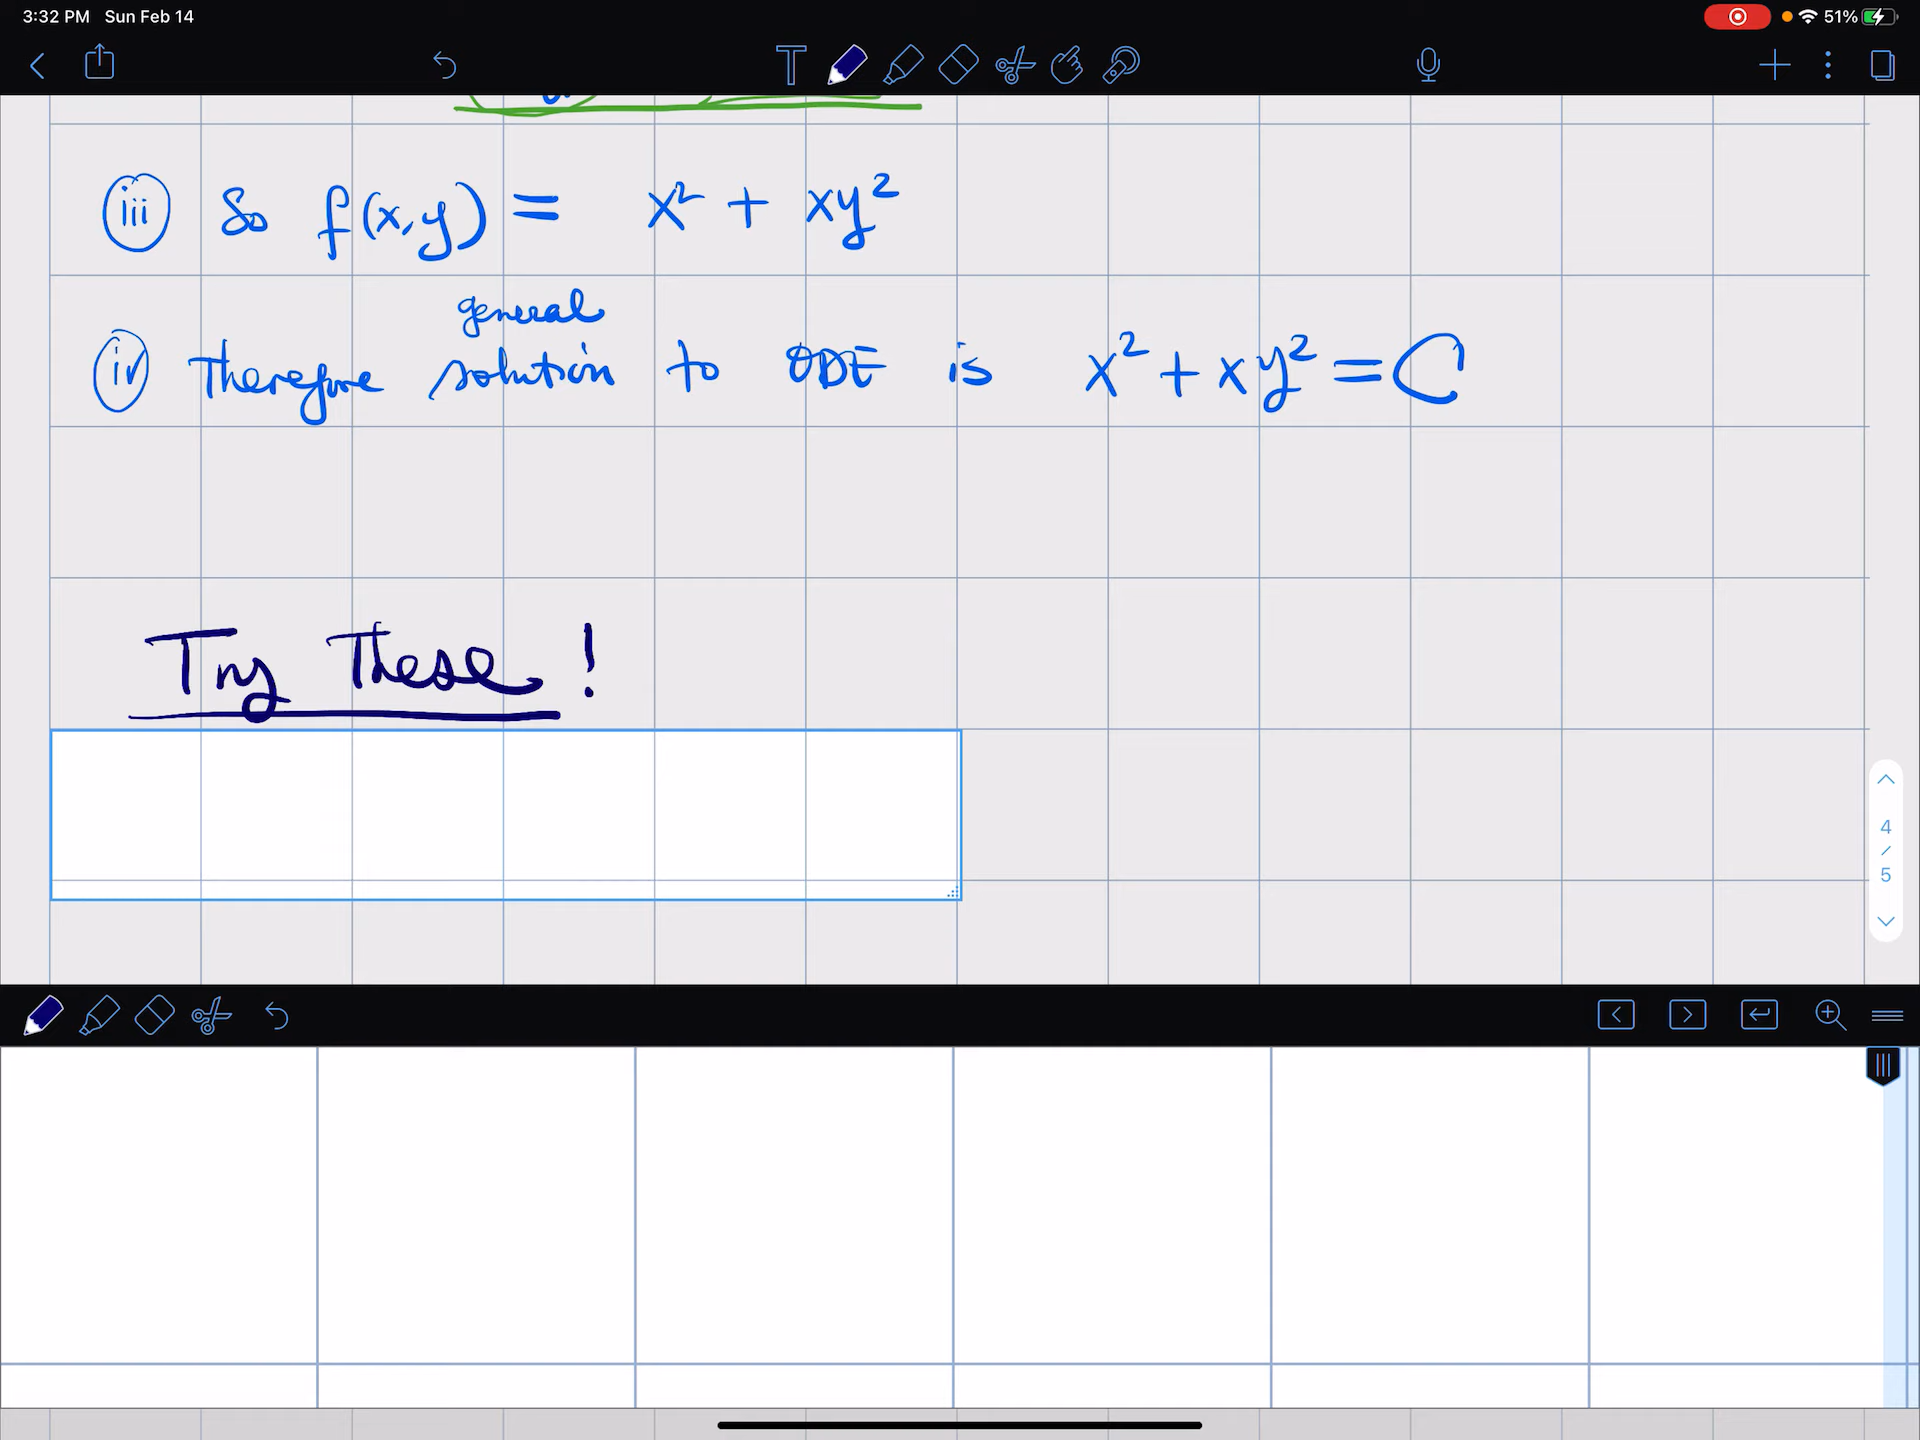 3:32 PM Sun Feb 14
51%
(iii) So f(x,y) = x² + xy²
general
(iv) Therefore solution to ODE is x² + xy² = C
Try These!
4
/
5